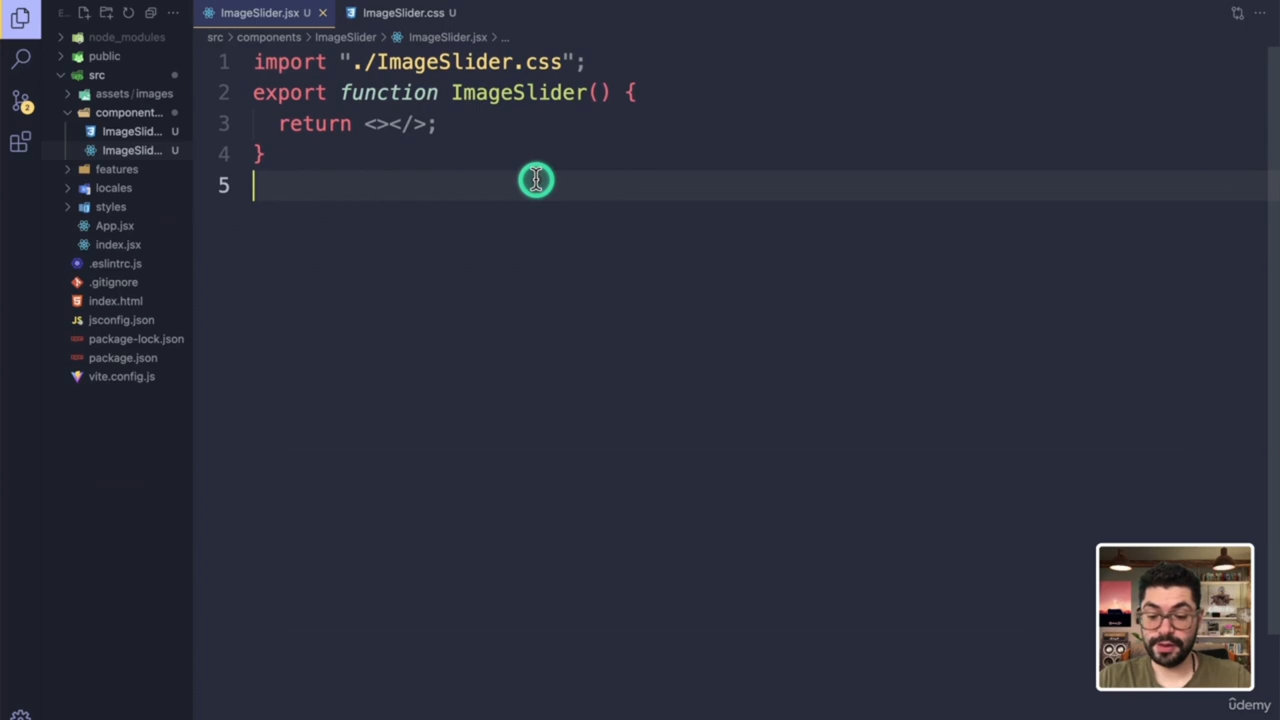 E...
ImageSlider.jsx U
ImageSlider.css U
src > components > ImageSlider > ImageSlider.jsx > ...
node_modules
public
src
assets/images
component...
ImageSlid... U
ImageSlid... U
features
locales
styles
App.jsx
index.jsx
.eslintrc.js
.gitignore
index.html
jsconfig.json
package-lock.json
package.json
vite.config.js
2
1 import "./ImageSlider.css";
2 export function ImageSlider() {
3 return <></>;
4 }
5
udemy